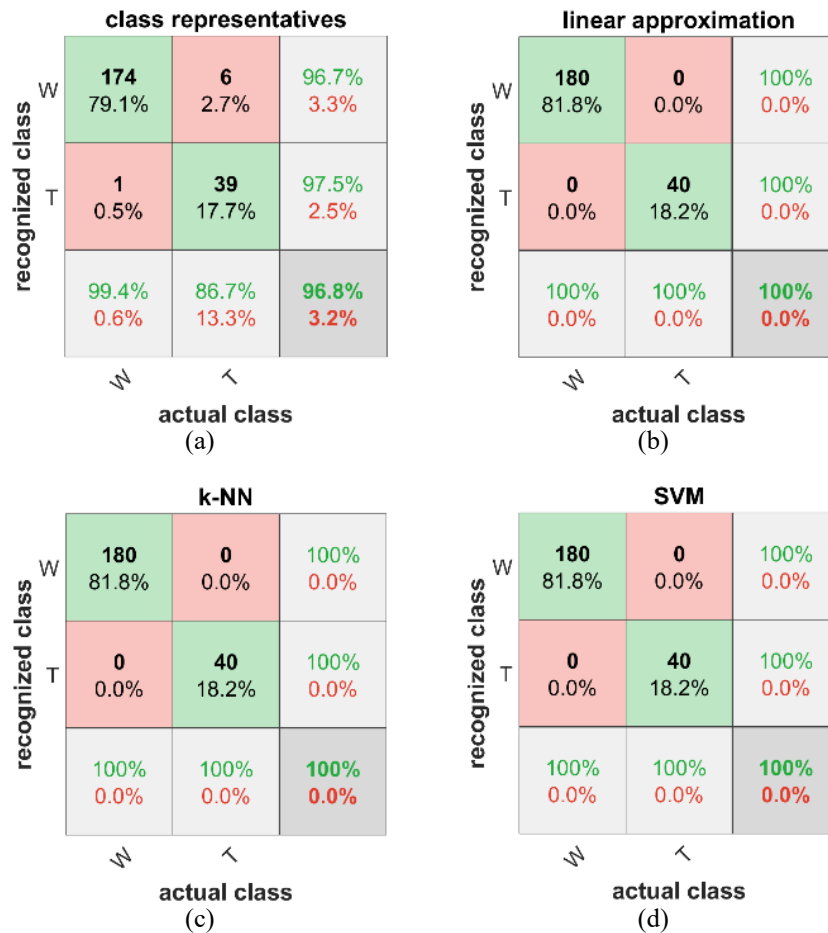 class representatives
W
174
6
96.7%
79.1%
2.7%
3.3%
T
1
39
97.5%
0.5%
17.7%
2.5%
99.4%
86.7%
96.8%
0.6%
13.3%
3.2%
W
T
recognized class
actual class
(a)
linear approximation
W
180
0
100%
81.8%
0.0%
0.0%
T
0
40
100%
0.0%
18.2%
0.0%
100%
100%
100%
0.0%
0.0%
0.0%
W
T
recognized class
actual class
(b)
k-NN
W
180
0
100%
81.8%
0.0%
0.0%
T
0
40
100%
0.0%
18.2%
0.0%
100%
100%
100%
0.0%
0.0%
0.0%
W
T
recognized class
actual class
(c)
SVM
W
180
0
100%
81.8%
0.0%
0.0%
T
0
40
100%
0.0%
18.2%
0.0%
100%
100%
100%
0.0%
0.0%
0.0%
W
T
recognized class
actual class
(d)